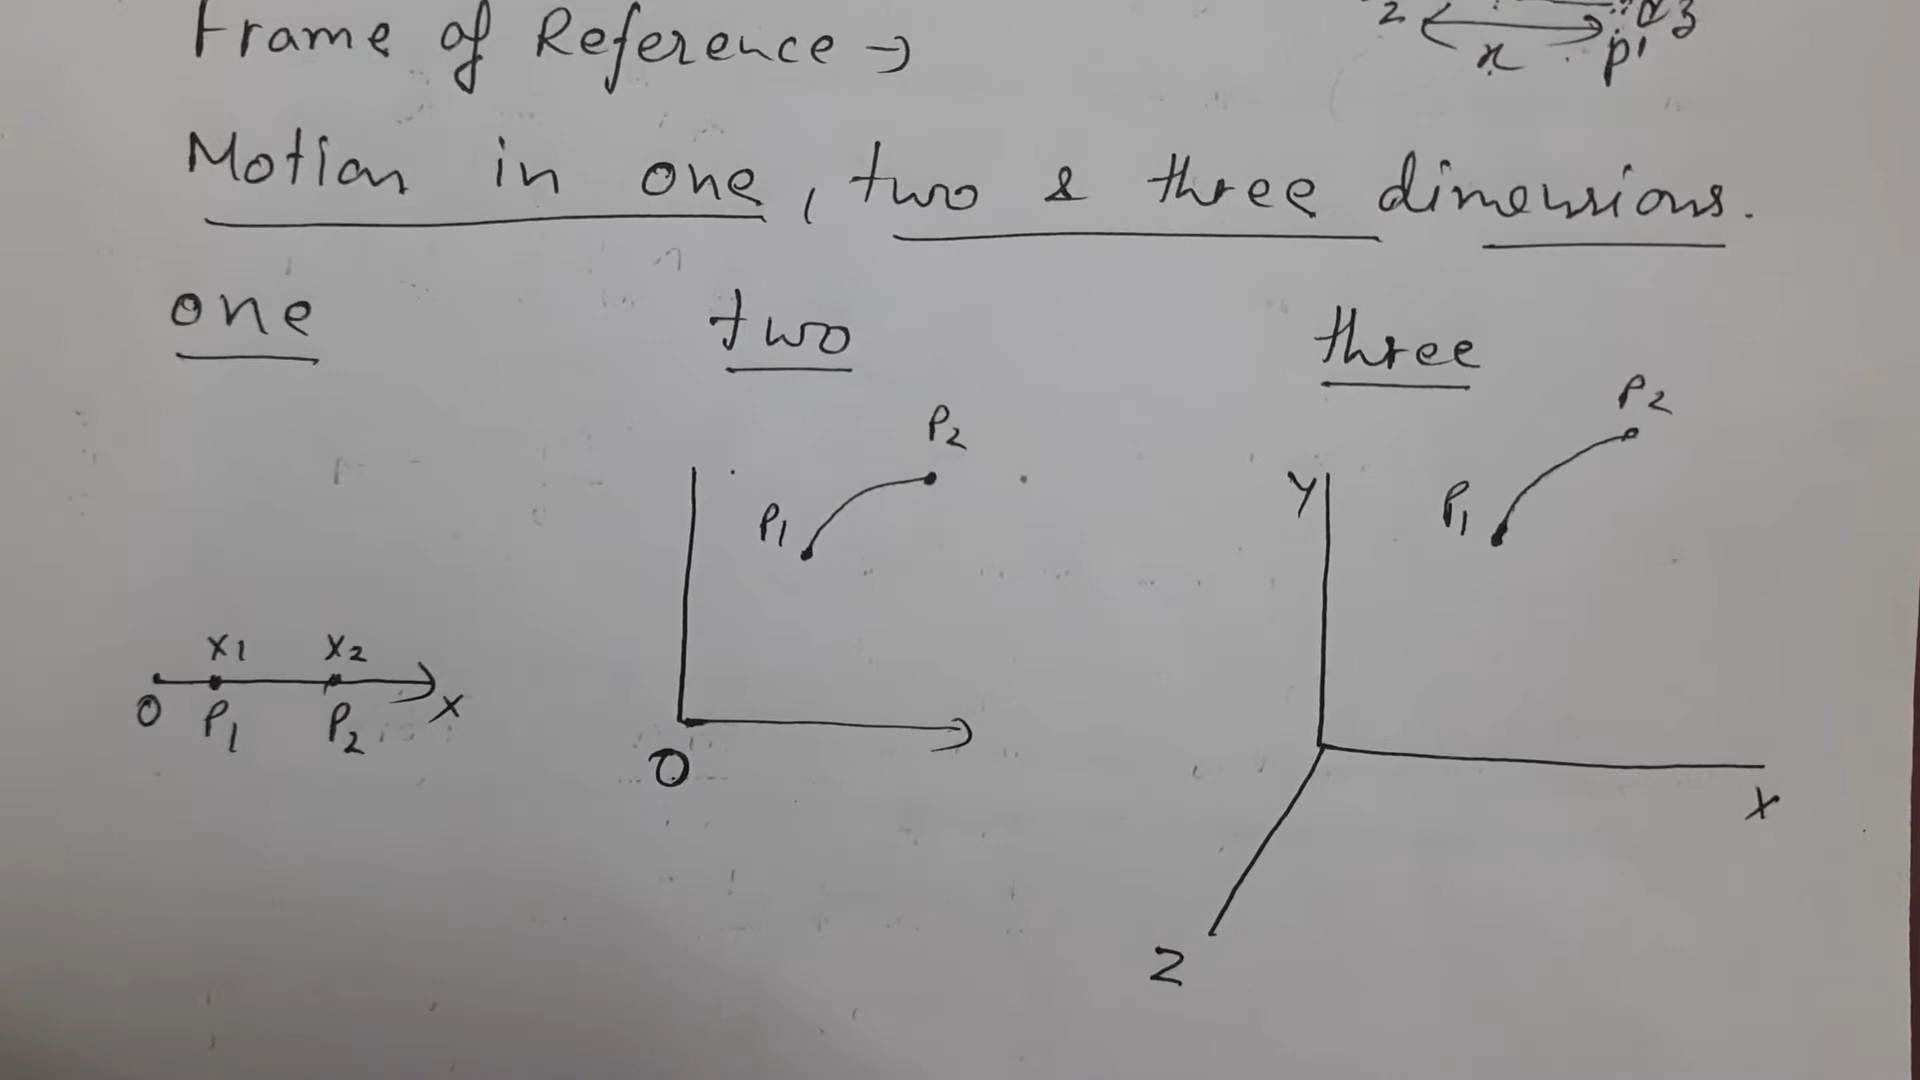 Frame of Reference →
z x p'
Motion in one, two & three dimensions.
one two three
P2
P2
Y P1
P1
x1 x2
O P1 P2 X
O
X
Z